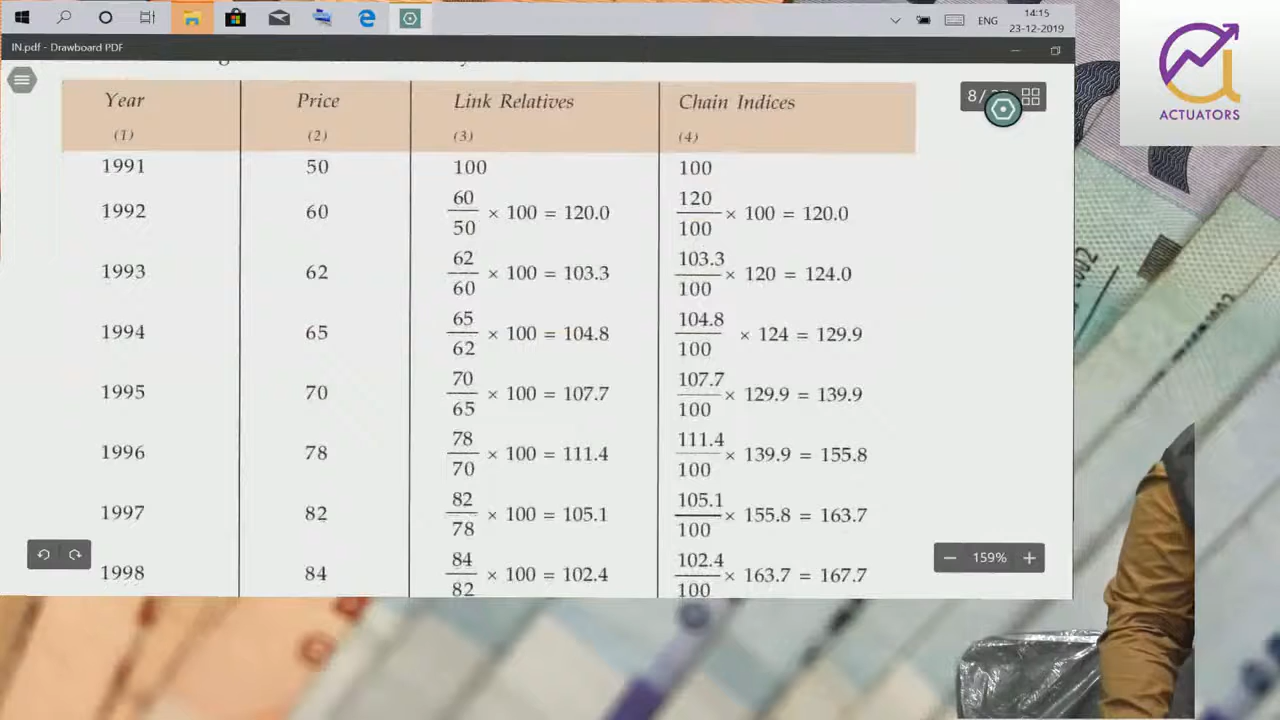 14:15
ENG
23-12-2019
IN.pdf - Drawboard PDF
ACTUATORS
8 /
Year Price Link Relatives Chain Indices
(1) (2) (3) (4)
1991 50 100 100
1992 60 60/50 × 100 = 120.0 120/100 × 100 = 120.0
1993 62 62/60 × 100 = 103.3 103.3/100 × 120 = 124.0
1994 65 65/62 × 100 = 104.8 104.8/100 × 124 = 129.9
1995 70 70/65 × 100 = 107.7 107.7/100 × 129.9 = 139.9
1996 78 78/70 × 100 = 111.4 111.4/100 × 139.9 = 155.8
1997 82 82/78 × 100 = 105.1 105.1/100 × 155.8 = 163.7
1998 84 84/82 × 100 = 102.4 102.4/100 × 163.7 = 167.7
159%